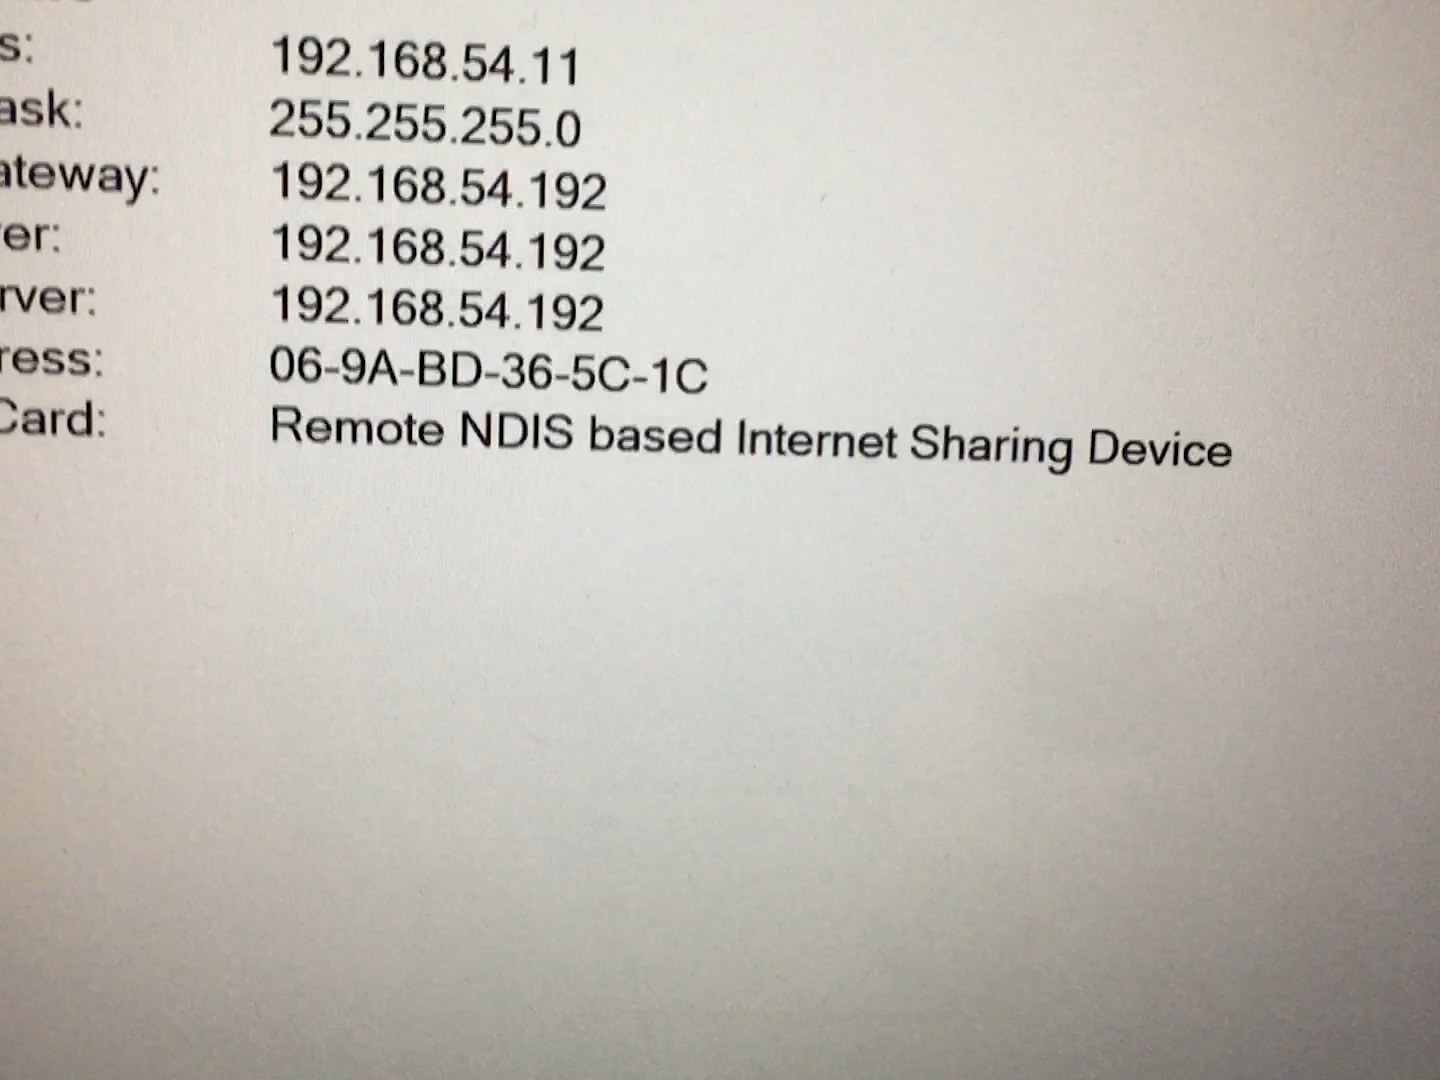 s: 192.168.54.11
ask: 255.255.255.0
ateway: 192.168.54.192
er: 192.168.54.192
rver: 192.168.54.192
ress: 06-9A-BD-36-5C-1C
Card: Remote NDIS based Internet Sharing Device